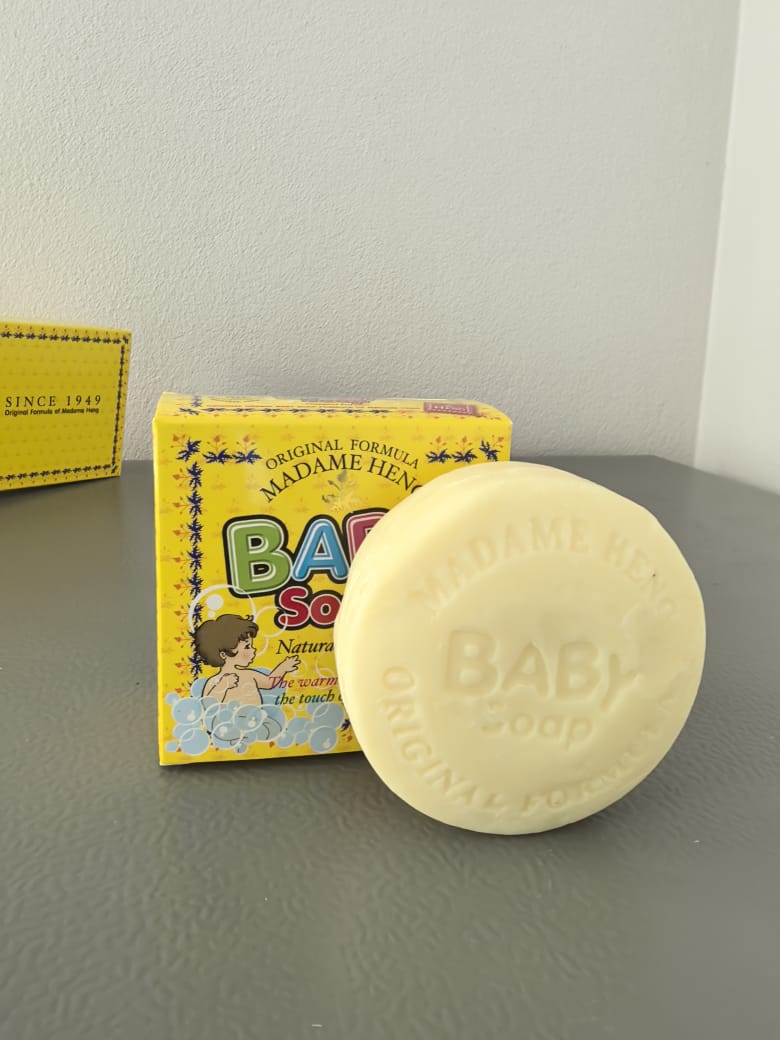 SINCE 1949
Original Formula of Madame Heng
ORIGINAL FORMULA
MADAME HENG
BAB
So
Natura
The warm
the touch
MADAME HENG
BABY
Soap
ORIGINAL FORMULA